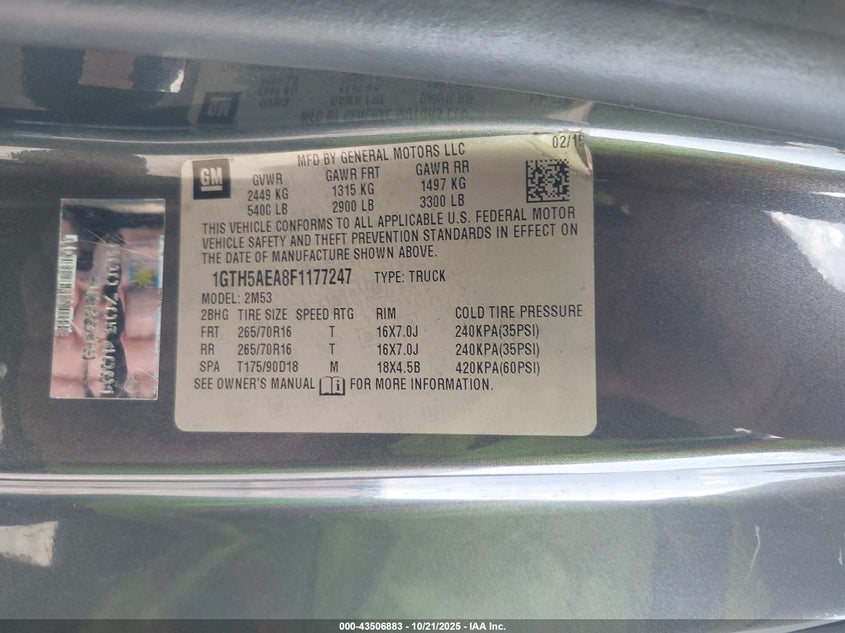 MFD BY GENERAL MOTORS LLC
02/15
GM
GVWR GAWR FRT GAWR RR
2449 KG 1315 KG 1497 KG
5400 LB 2900 LB 3300 LB
THIS VEHICLE CONFORMS TO ALL APPLICABLE U.S. FEDERAL MOTOR
VEHICLE SAFETY AND THEFT PREVENTION STANDARDS IN EFFECT ON
THE DATE OF MANUFACTURE SHOWN ABOVE.
1GTH5AEA8F1177247 TYPE: TRUCK
MODEL: 2M53
2BHG TIRE SIZE SPEED RTG RIM COLD TIRE PRESSURE
FRT 265/70R16 T 16X7.0J 240KPA(35PSI)
RR 265/70R16 T 16X7.0J 240KPA(35PSI)
SPA T175/90D18 M 18X4.5B 420KPA(60PSI)
SEE OWNER'S MANUAL FOR MORE INFORMATION.
000-43506883 - 10/21/2025 - IAA Inc.